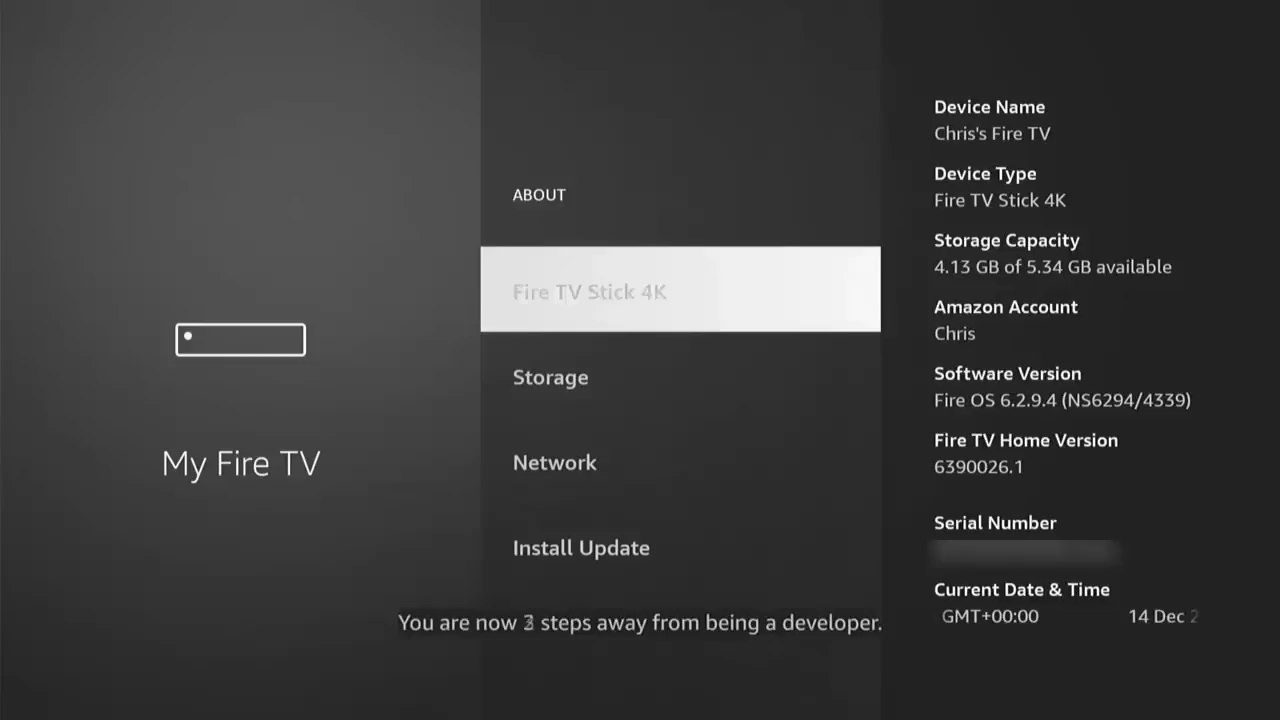 My Fire TV
ABOUT
Fire TV Stick 4K
Storage
Network
Install Update
You are now steps away from being a developer.
Device Name
Chris's Fire TV
Device Type
Fire TV Stick 4K
Storage Capacity
4.13 GB of 5.34 GB available
Amazon Account
Chris
Software Version
Fire OS 6.2.9.4 (NS6294/4339)
Fire TV Home Version
6390026.1
Serial Number
Current Date & Time
GMT+00:00 14 Dec 2